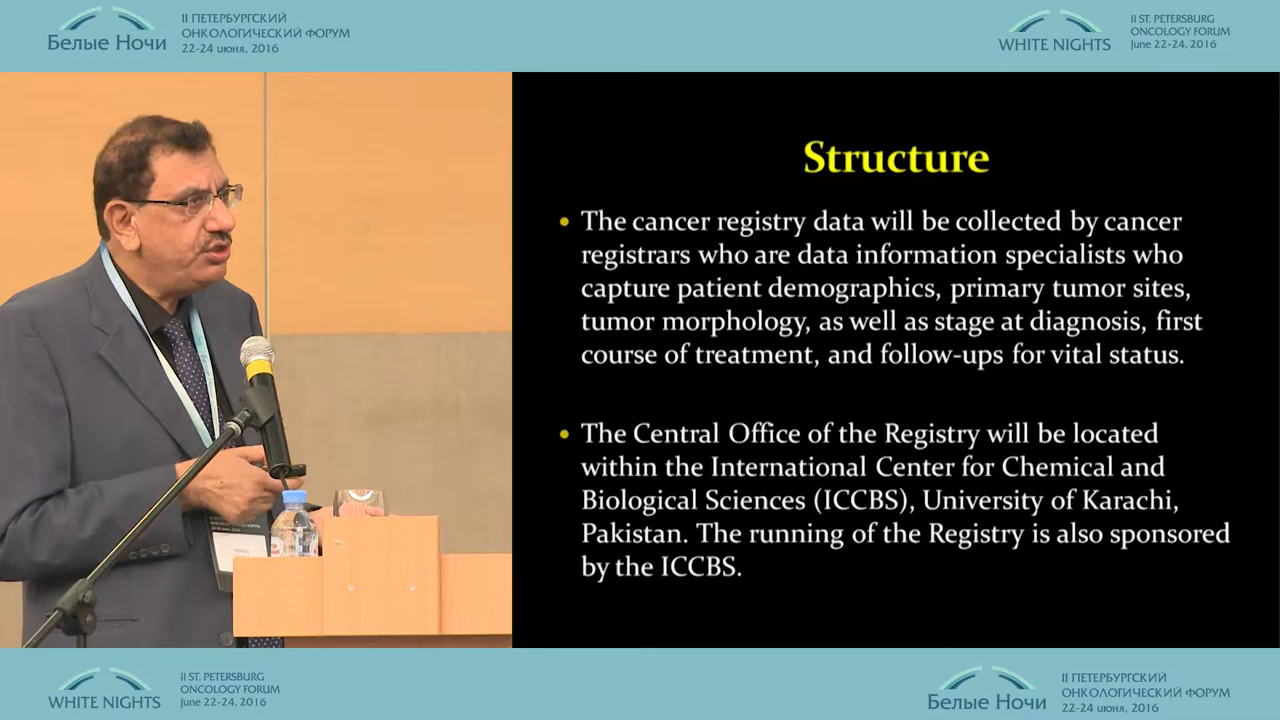 Белые Ночи
II ПЕТЕРБУРГСКИЙ
ОНКОЛОГИЧЕСКИЙ ФОРУМ
22-24 июня, 2016
WHITE NIGHTS
II ST. PETERSBURG
ONCOLOGY FORUM
June 22-24, 2016
Structure
• The cancer registry data will be collected by cancer
registrars who are data information specialists who
capture patient demographics, primary tumor sites,
tumor morphology, as well as stage at diagnosis, first
course of treatment, and follow-ups for vital status.
• The Central Office of the Registry will be located
within the International Center for Chemical and
Biological Sciences (ICCBS), University of Karachi,
Pakistan. The running of the Registry is also sponsored
by the ICCBS.
WHITE NIGHTS
II ST. PETERSBURG
ONCOLOGY FORUM
June 22-24, 2016
Белые Ночи
II ПЕТЕРБУРГСКИЙ
ОНКОЛОГИЧЕСКИЙ ФОРУМ
22-24 июня, 2016